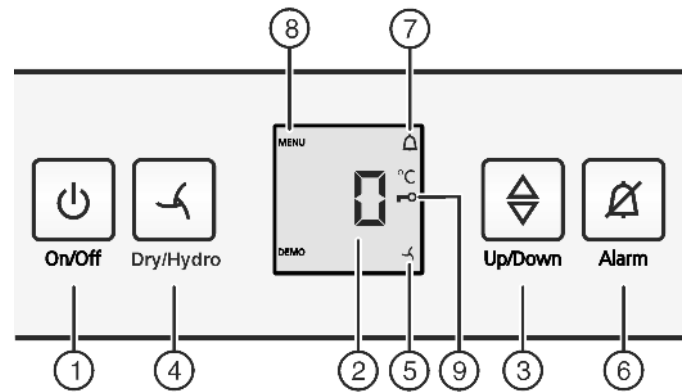 8 7
MENU
°C
0
DEMO
On/Off Dry/Hydro Up/Down Alarm
1 4 2 5 9 3 6